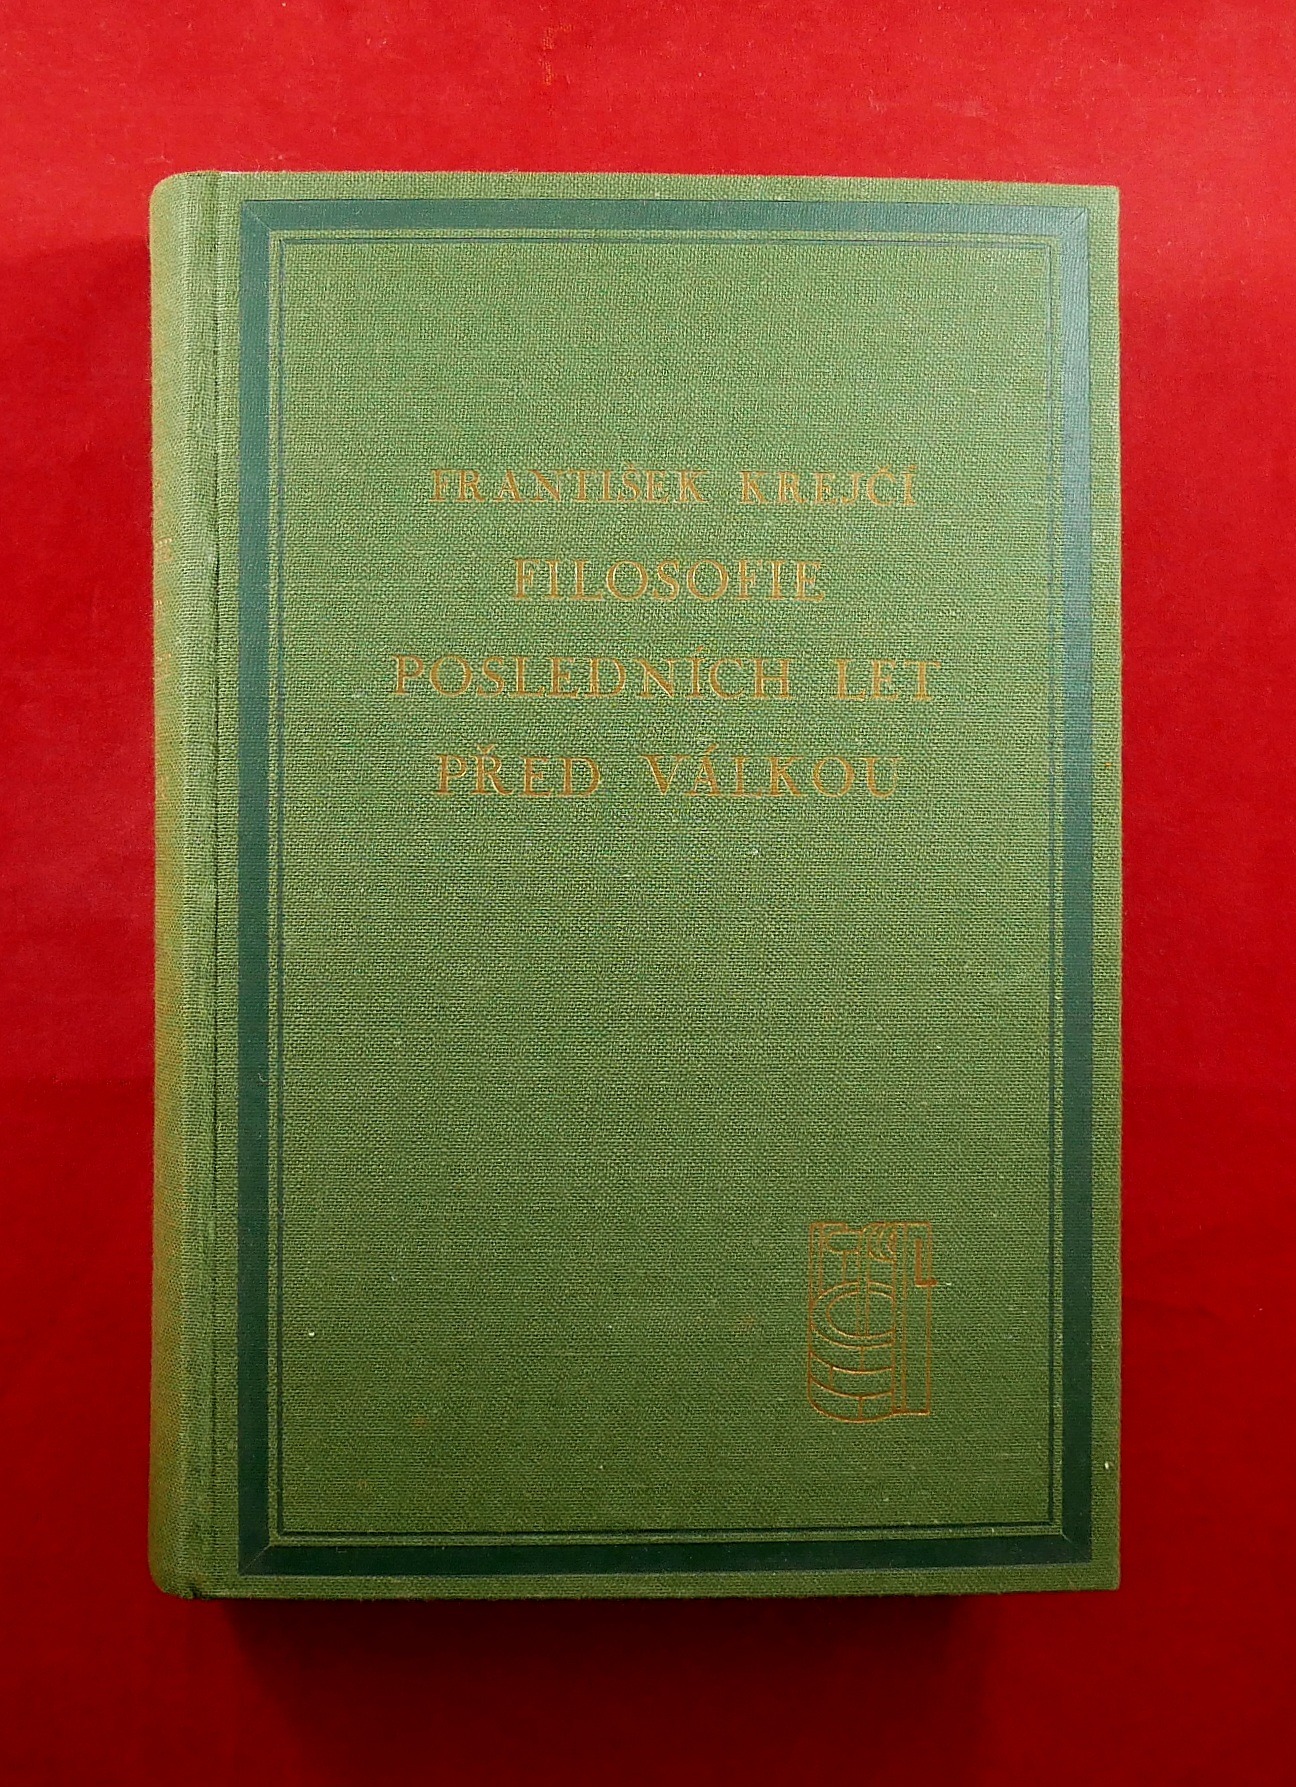 FRANTIŠEK KREJČÍ
FILOSOFIE
POSLEDNÍCH LET
PŘED VÁLKOU